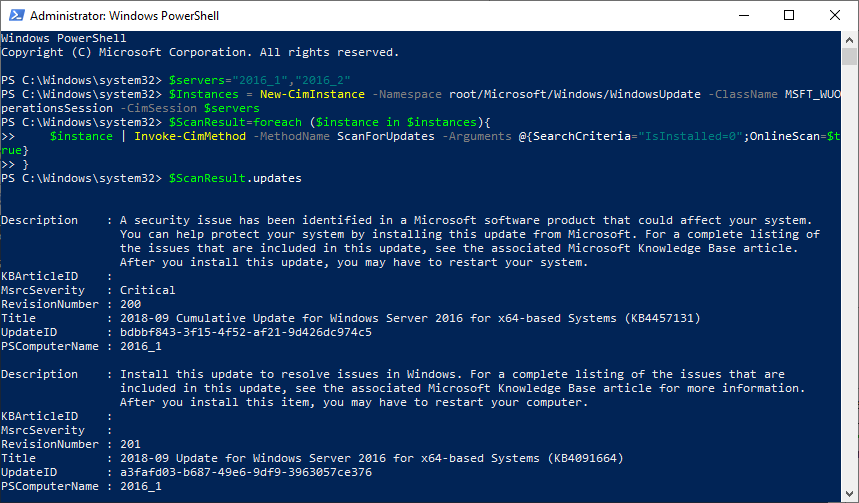 Administrator: Windows PowerShell
Windows PowerShell
Copyright (C) Microsoft Corporation. All rights reserved.
PS C:\Windows\system32> $servers="2016_1","2016_2"
PS C:\Windows\system32> $Instances = New-CimInstance -Namespace root/Microsoft/Windows/WindowsUpdate -ClassName MSFT_WUO
perationsSession -CimSession $servers
PS C:\Windows\system32> $ScanResult=foreach ($instance in $instances){
>>     $instance | Invoke-CimMethod -MethodName ScanForUpdates -Arguments @{SearchCriteria="IsInstalled=0";OnlineScan=$t
rue}
>> }
PS C:\Windows\system32> $ScanResult.updates
Description    : A security issue has been identified in a Microsoft software product that could affect your system.
You can help protect your system by installing this update from Microsoft. For a complete listing of
the issues that are included in this update, see the associated Microsoft Knowledge Base article.
After you install this update, you may have to restart your system.
KBArticleID    :
MsrcSeverity   : Critical
RevisionNumber : 200
Title          : 2018-09 Cumulative Update for Windows Server 2016 for x64-based Systems (KB4457131)
UpdateID       : bdbbf843-3f15-4f52-af21-9d426dc974c5
PSComputerName : 2016_1
Description    : Install this update to resolve issues in Windows. For a complete listing of the issues that are
included in this update, see the associated Microsoft Knowledge Base article for more information.
After you install this item, you may have to restart your computer.
KBArticleID    :
MsrcSeverity   :
RevisionNumber : 201
Title          : 2018-09 Update for Windows Server 2016 for x64-based Systems (KB4091664)
UpdateID       : a3fafd03-b687-49e6-9df9-3963057ce376
PSComputerName : 2016_1